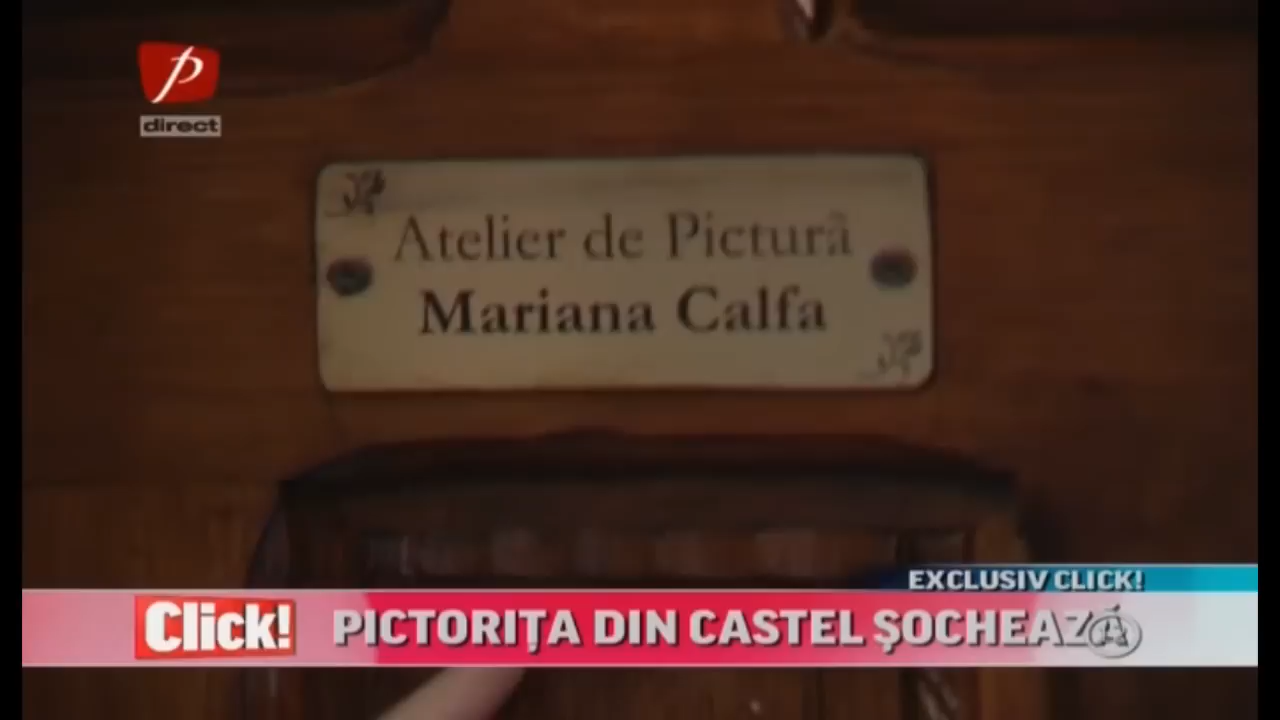 P
direct
Atelier de Pictură
Mariana Calfa
EXCLUSIV CLICK!
Click! PICTORIȚA DIN CASTEL ȘOCHEAZĂ